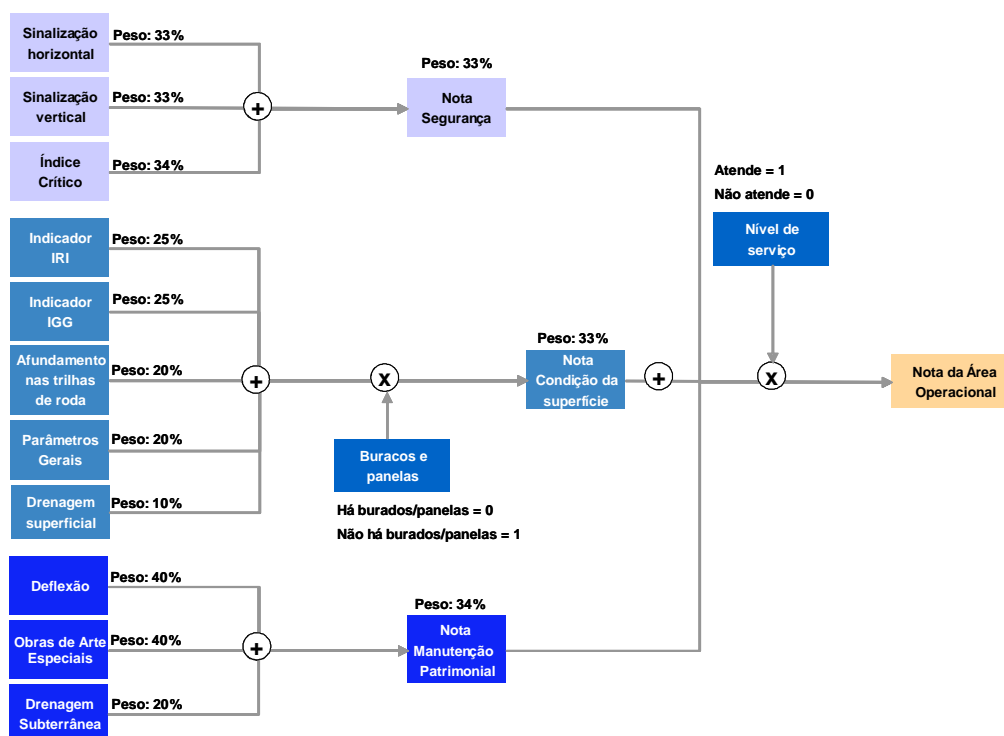 Sinalização
horizontal
Peso: 33%
Sinalização
vertical
Peso: 33%
Índice
Crítico
Peso: 34%
+
Peso: 33%
Nota
Segurança
Atende = 1
Não atende = 0
Nível de
serviço
Indicador
IRI
Peso: 25%
Indicador
IGG
Peso: 25%
Afundamento
nas trilhas
de roda
Peso: 20%
Parâmetros
Gerais
Peso: 20%
Drenagem
superficial
Peso: 10%
+
X
Buracos e
panelas
Há burados/panelas = 0
Não há burados/panelas = 1
Peso: 33%
Nota
Condição da
superfície
+
X
Nota da Área
Operacional
Deflexão
Peso: 40%
Obras de Arte
Especiais
Peso: 40%
Drenagem
Subterrânea
Peso: 20%
+
Peso: 34%
Nota
Manutenção
Patrimonial